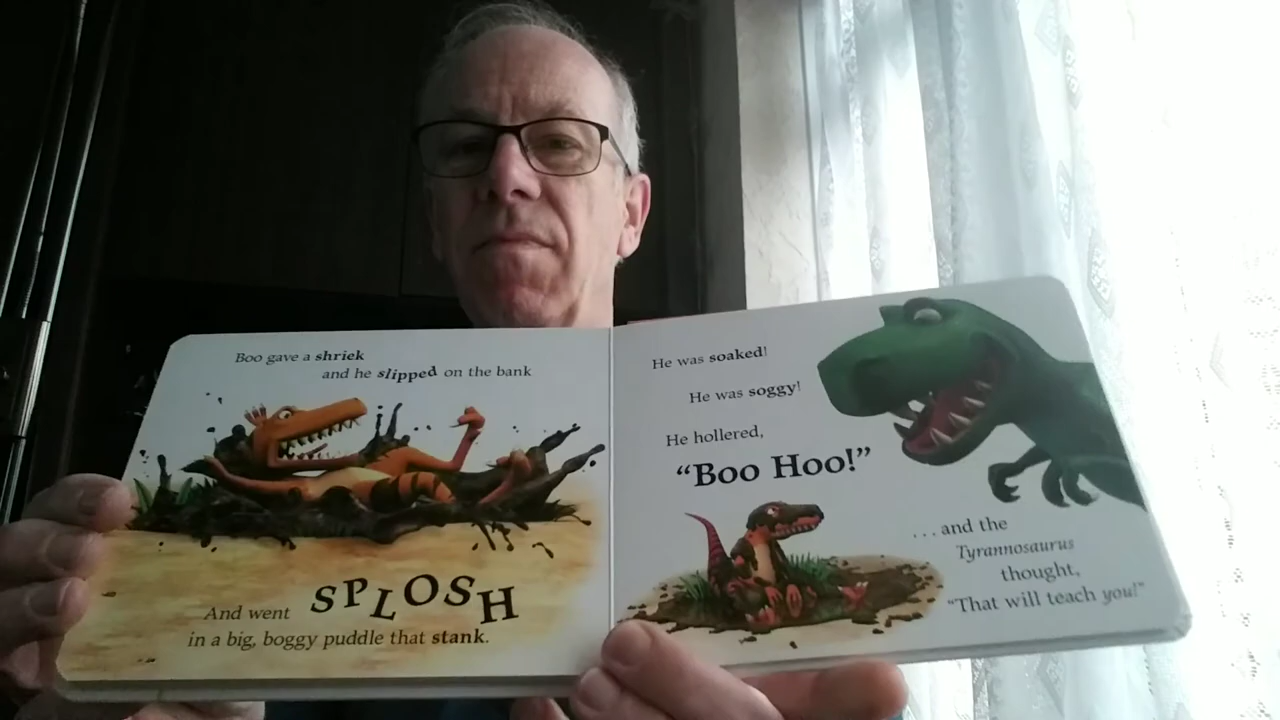 Boo gave a shriek
and he slipped on the bank
And went SPLOSH
in a big, boggy puddle that stank.
He was soaked!
He was soggy!
He hollered,
“Boo Hoo!”
. . . and the
Tyrannosaurus
thought,
“That will teach you!”